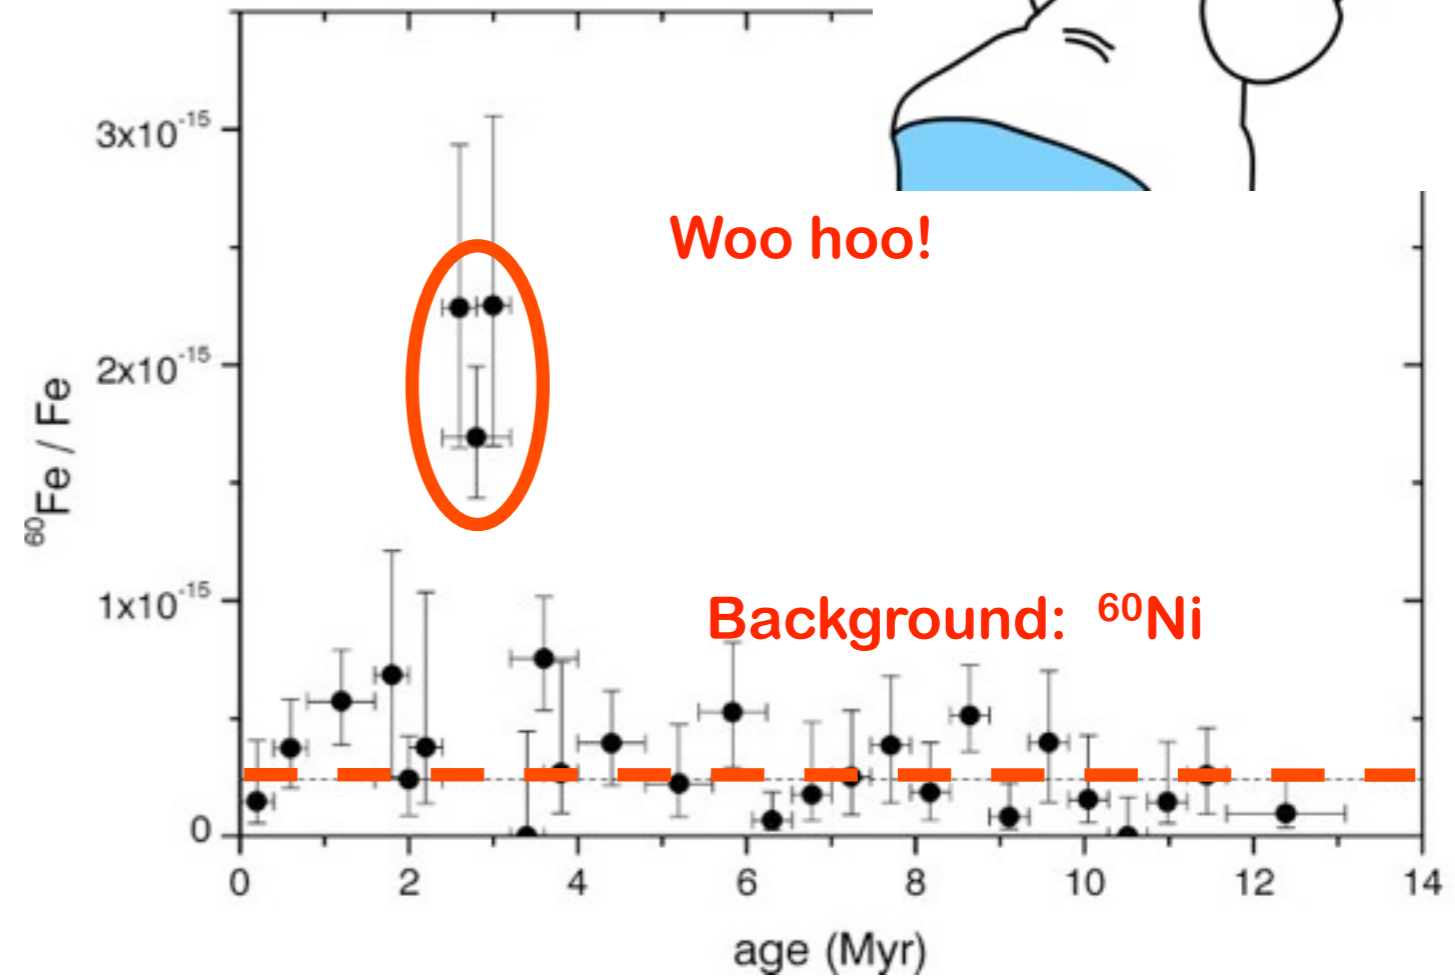 3x10⁻¹⁵
Woo hoo!
2x10⁻¹⁵
⁶⁰Fe / Fe
1x10⁻¹⁵
Background: ⁶⁰Ni
0
0 2 4 6 8 10 12 14
age (Myr)